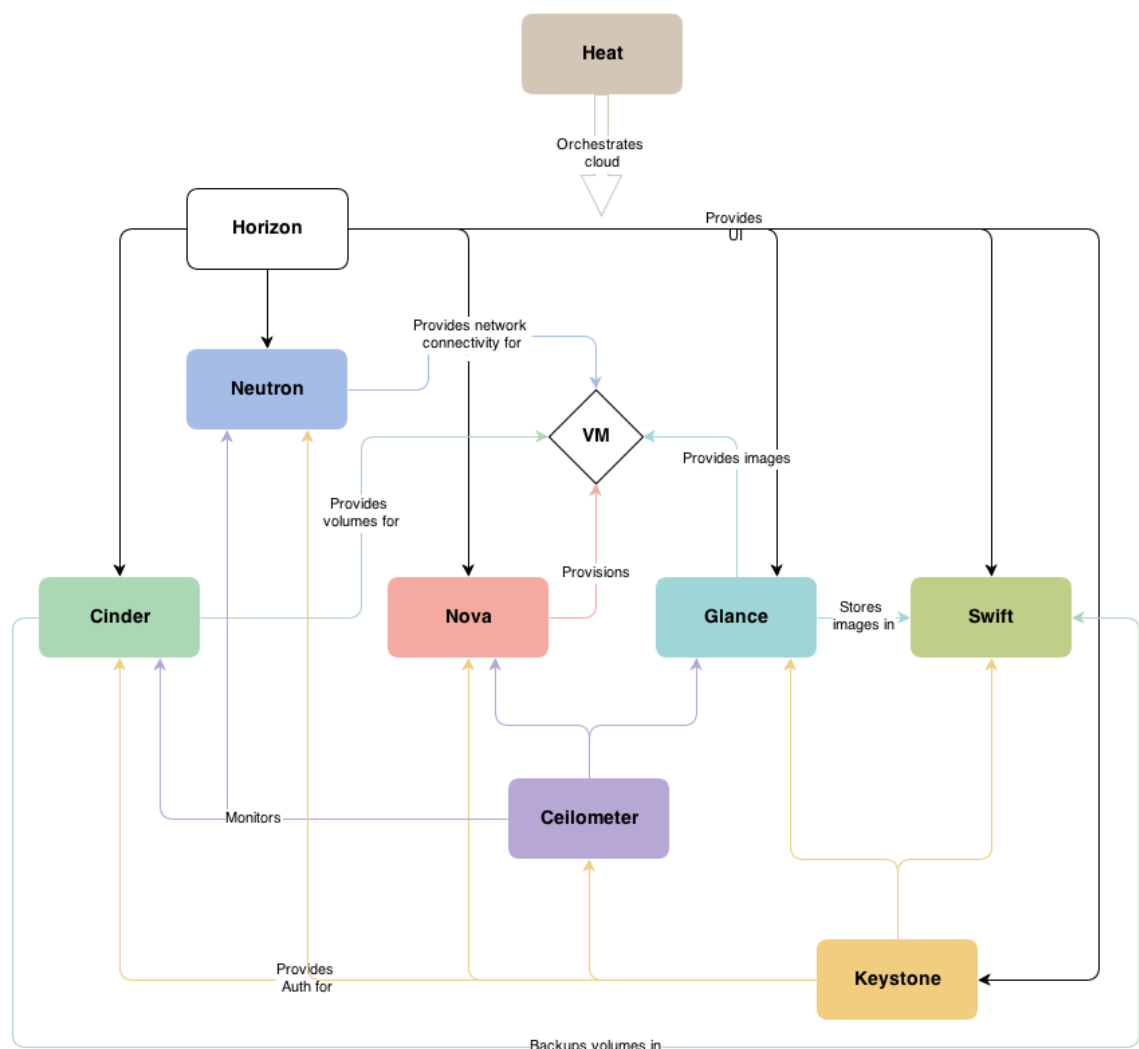 Heat
Orchestrates
cloud
Horizon
Provides
UI
Provides network
connectivity for
Neutron
VM
Provides images
Provides
volumes for
Provisions
Cinder
Nova
Glance
Stores
images in
Swift
Monitors
Ceilometer
Provides
Auth for
Keystone
Backups volumes in